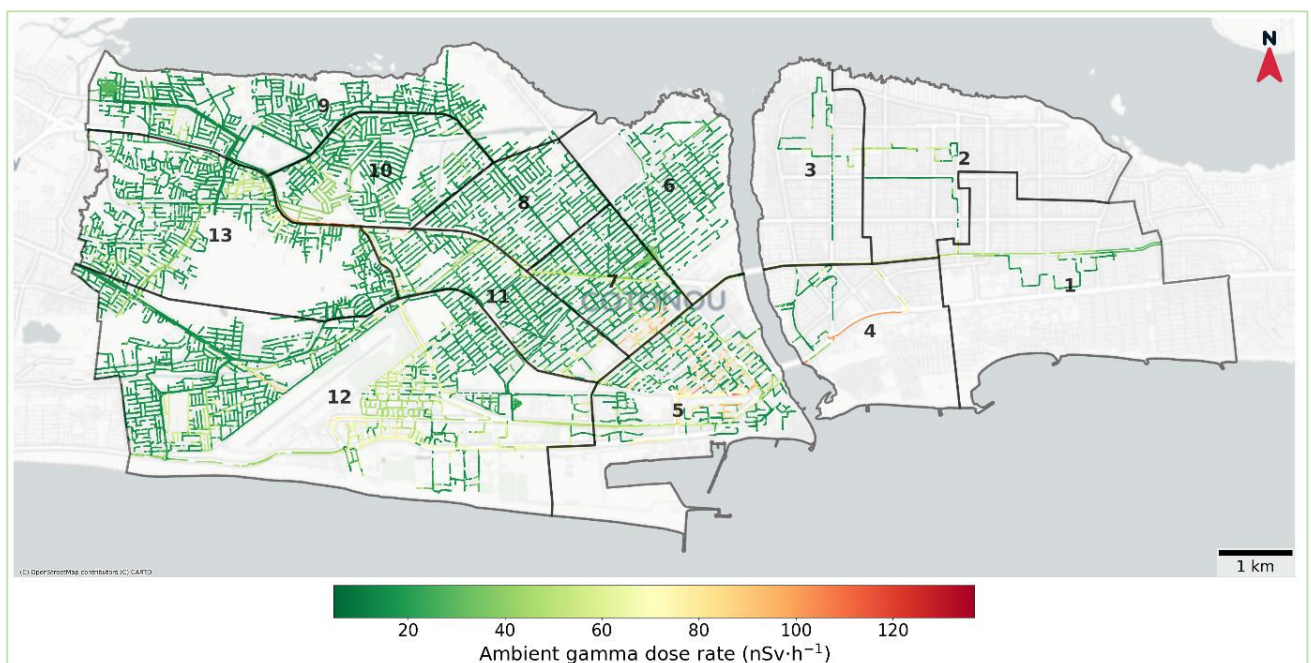 N
9
10
3
2
6
8
13
7
COTONOU
11
1
4
12
5
(C) OpenStreetMap contributors (C) CARTO
1 km
20 40 60 80 100 120
Ambient gamma dose rate (nSv·h⁻¹)